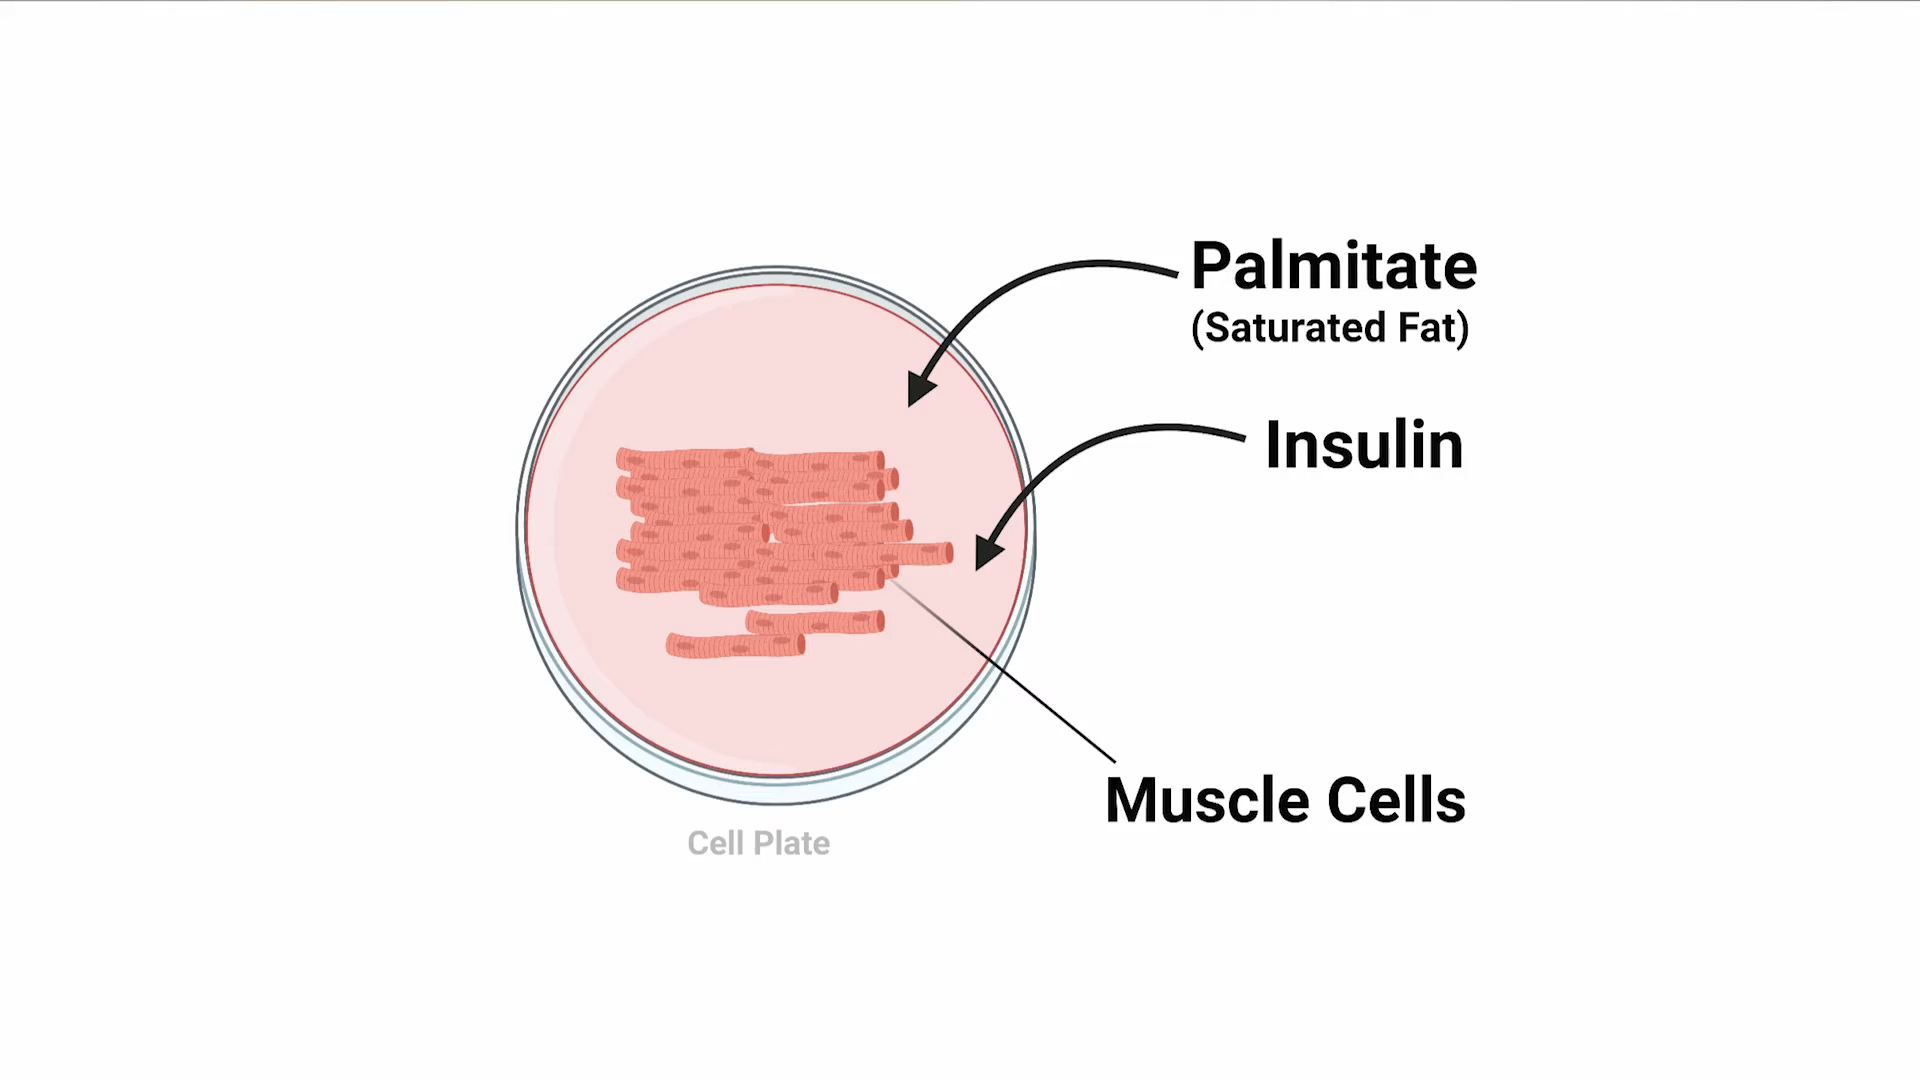 Palmitate
(Saturated Fat)
Insulin
Muscle Cells
Cell Plate